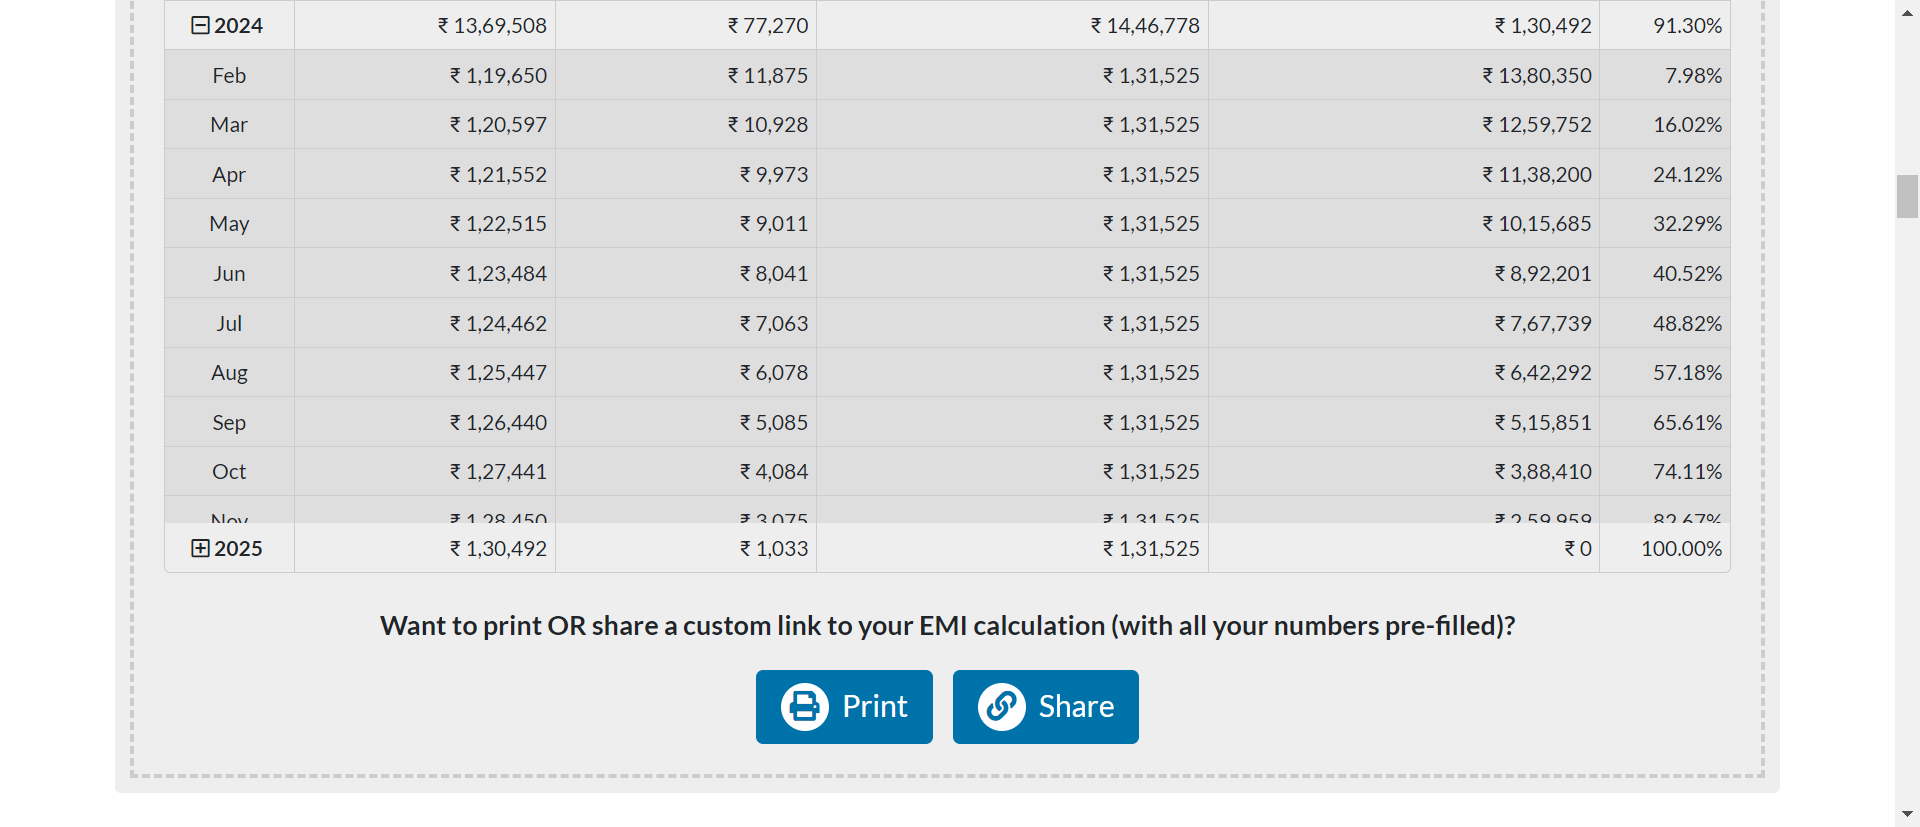 2024 ₹ 13,69,508 ₹ 77,270 ₹ 14,46,778 ₹ 1,30,492 91.30%
Feb ₹ 1,19,650 ₹ 11,875 ₹ 1,31,525 ₹ 13,80,350 7.98%
Mar ₹ 1,20,597 ₹ 10,928 ₹ 1,31,525 ₹ 12,59,752 16.02%
Apr ₹ 1,21,552 ₹ 9,973 ₹ 1,31,525 ₹ 11,38,200 24.12%
May ₹ 1,22,515 ₹ 9,011 ₹ 1,31,525 ₹ 10,15,685 32.29%
Jun ₹ 1,23,484 ₹ 8,041 ₹ 1,31,525 ₹ 8,92,201 40.52%
Jul ₹ 1,24,462 ₹ 7,063 ₹ 1,31,525 ₹ 7,67,739 48.82%
Aug ₹ 1,25,447 ₹ 6,078 ₹ 1,31,525 ₹ 6,42,292 57.18%
Sep ₹ 1,26,440 ₹ 5,085 ₹ 1,31,525 ₹ 5,15,851 65.61%
Oct ₹ 1,27,441 ₹ 4,084 ₹ 1,31,525 ₹ 3,88,410 74.11%
Nov ₹ 1,28,450 ₹ 3,075 ₹ 1,31,525 ₹ 2,59,959 82.67%
2025 ₹ 1,30,492 ₹ 1,033 ₹ 1,31,525 ₹ 0 100.00%
Want to print OR share a custom link to your EMI calculation (with all your numbers pre-filled)?
Print Share